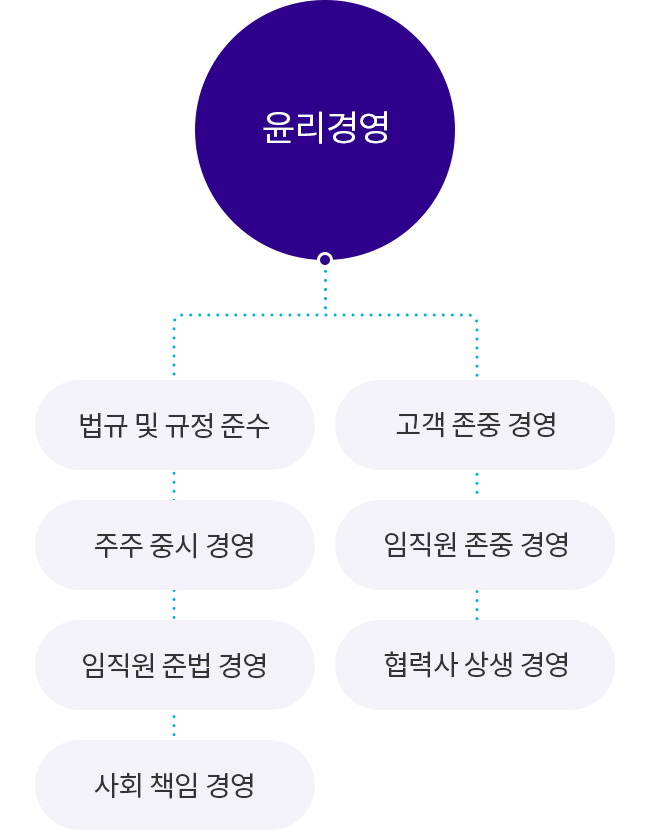 윤리경영
법규 및 규정 준수
주주 중시 경영
임직원 준법 경영
사회 책임 경영
고객 존중 경영
임직원 존중 경영
협력사 상생 경영